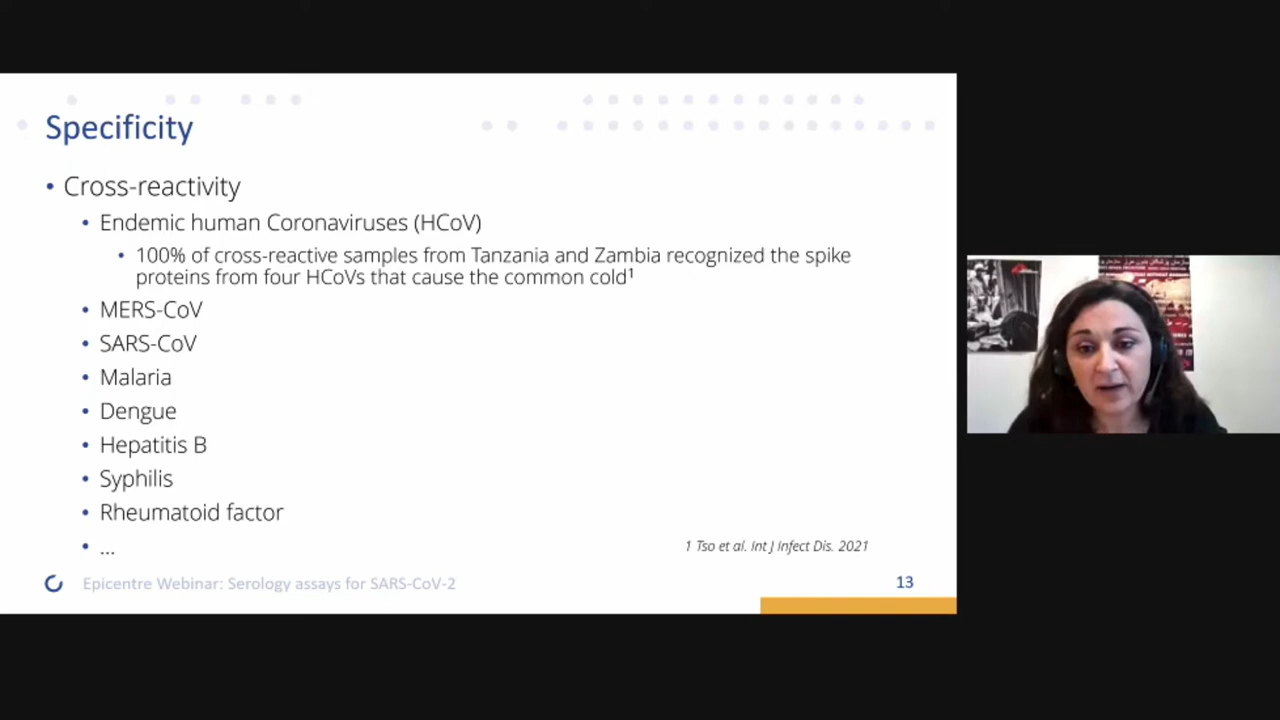 Specificity
• Cross-reactivity
• Endemic human Coronaviruses (HCoV)
• 100% of cross-reactive samples from Tanzania and Zambia recognized the spike
proteins from four HCoVs that cause the common cold¹
• MERS-CoV
• SARS-CoV
• Malaria
• Dengue
• Hepatitis B
• Syphilis
• Rheumatoid factor
• ...
1 Tso et al. Int J Infect Dis. 2021
Epicentre Webinar: Serology assays for SARS-CoV-2
13